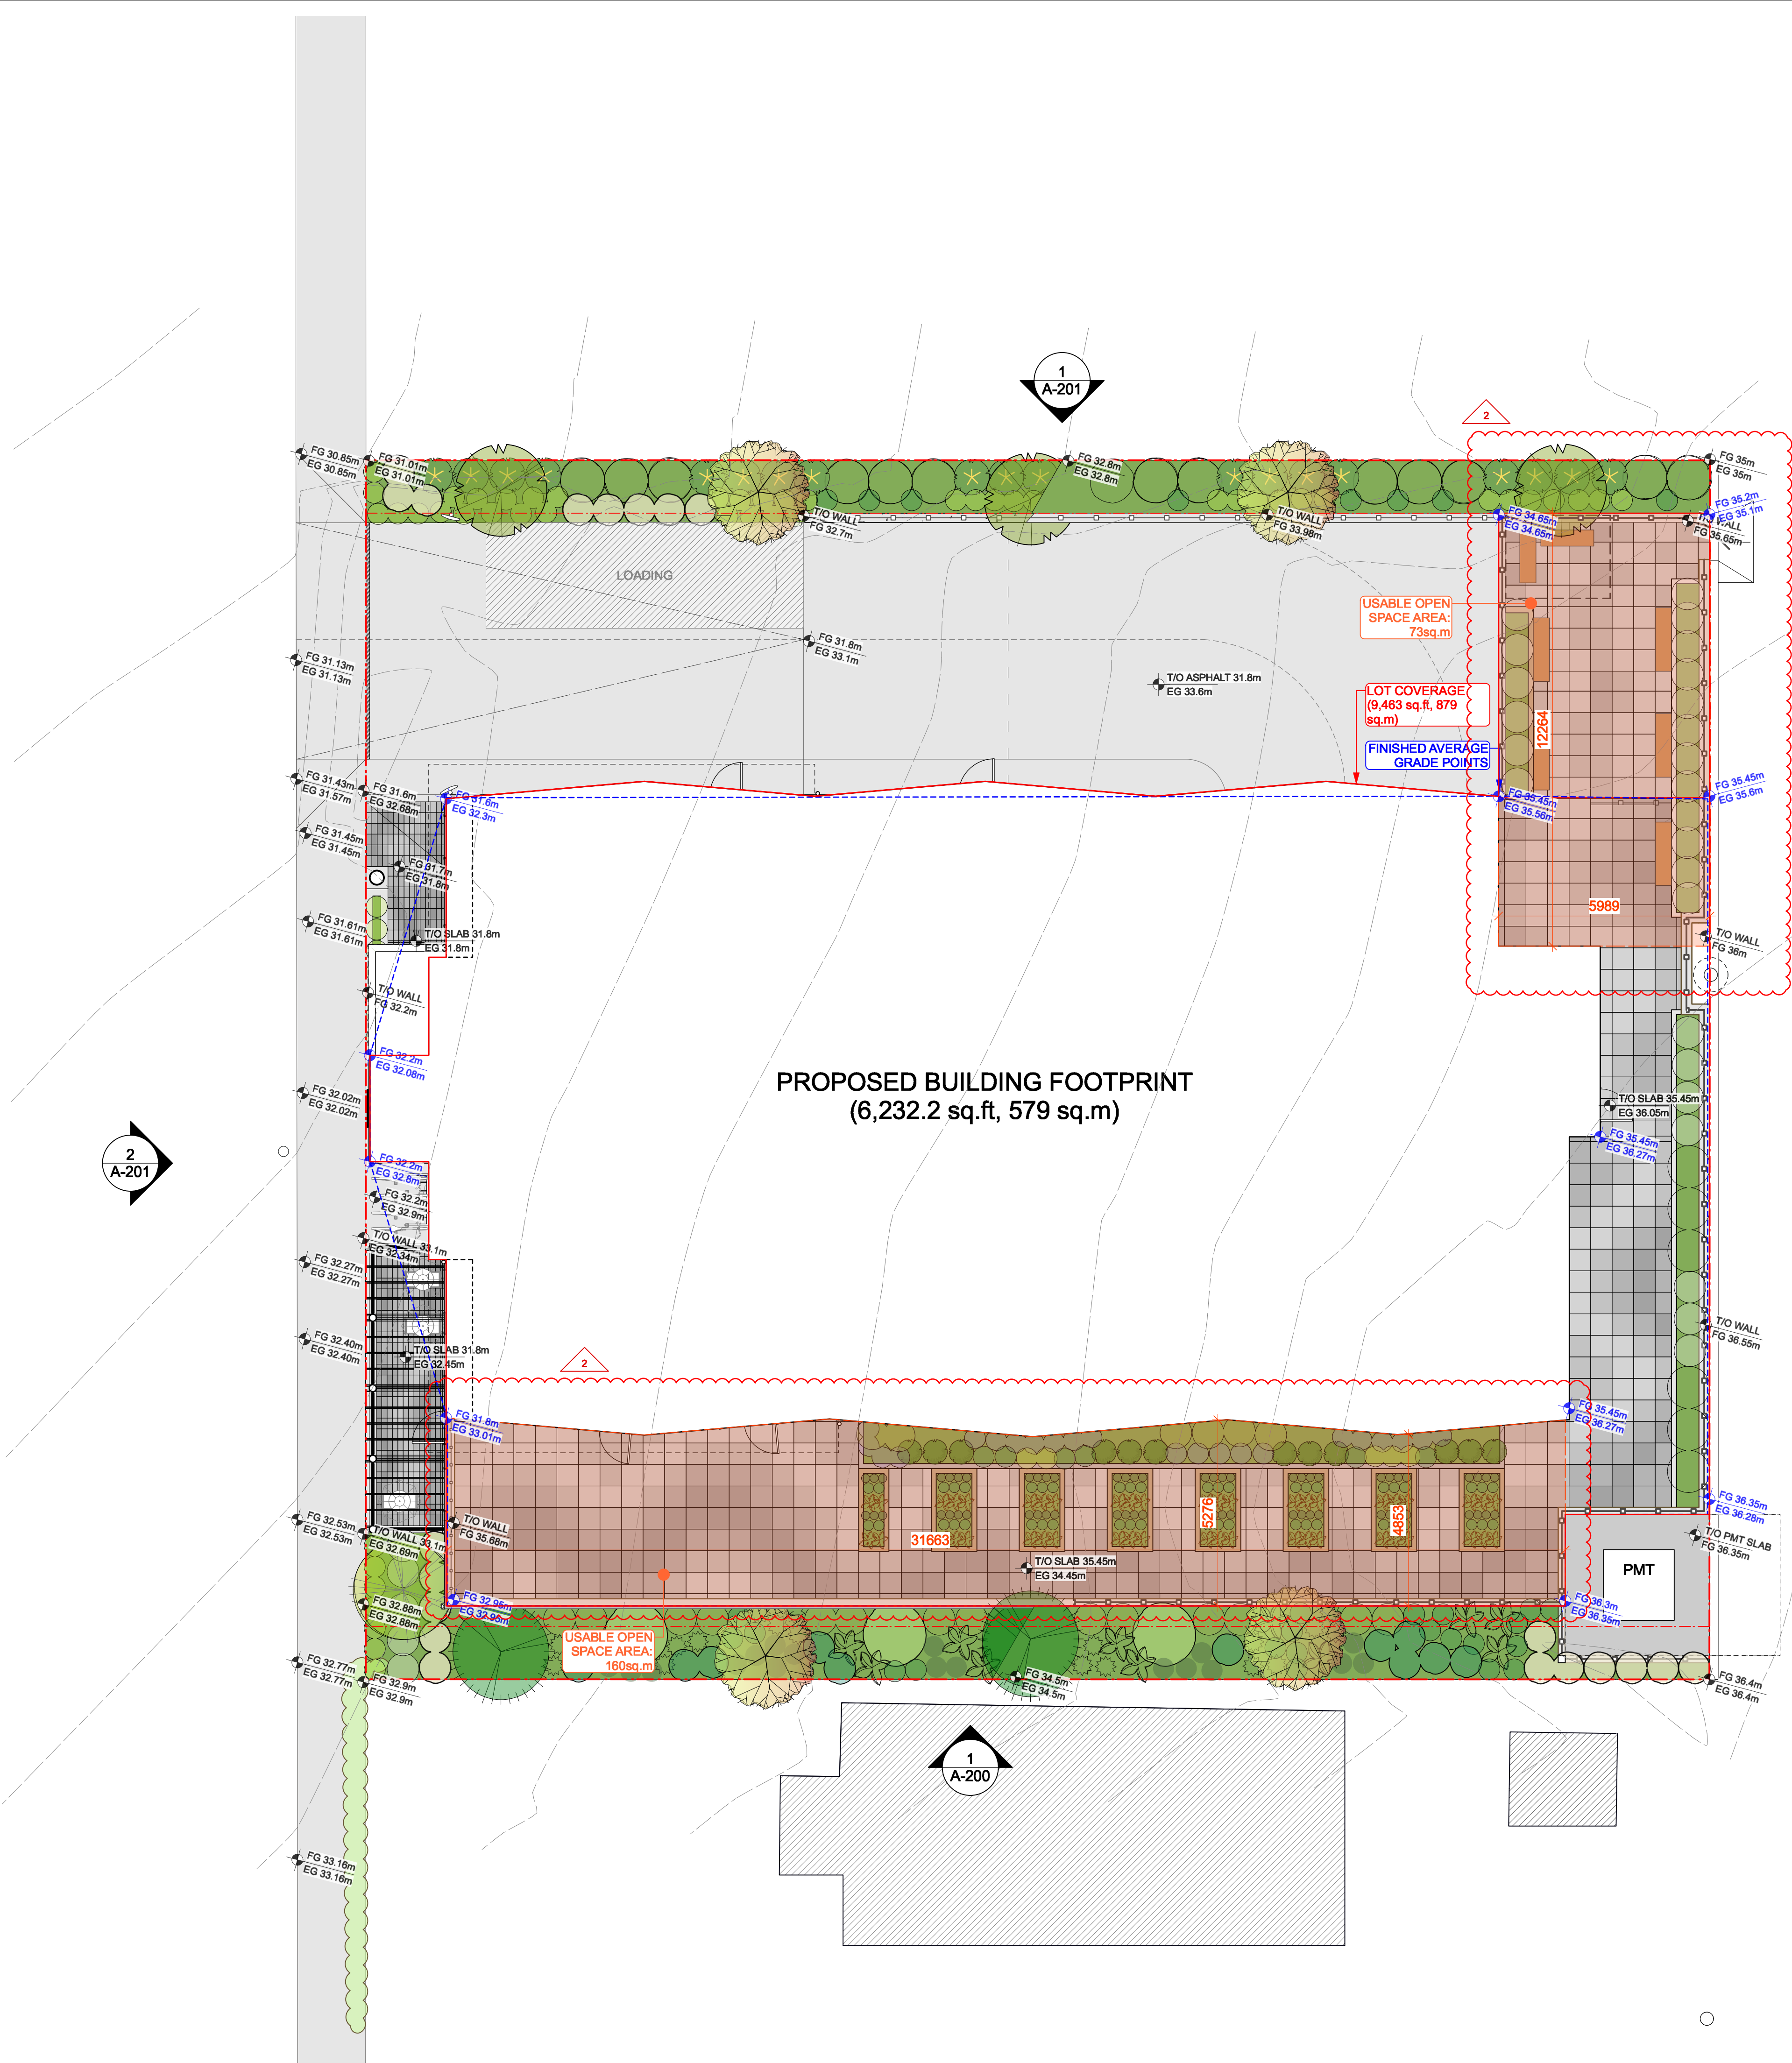 1
A-201
2
FG 30.85m
EG 30.85m
FG 31.01m
EG 31.01m
FG 32.8m
EG 32.8m
FG 35m
EG 35m
FG 35.2m
EG 35.1m
T/O WALL
FG 32.7m
T/O WALL
FG 33.98m
FG 34.65m
EG 34.65m
FG 35.65m
LOADING
USABLE OPEN
SPACE AREA:
73sq.m
FG 31.8m
EG 33.1m
FG 31.13m
EG 31.13m
T/O ASPHALT 31.8m
EG 33.6m
LOT COVERAGE
(9,463 sq.ft, 879
sq.m)
12264
FINISHED AVERAGE
GRADE POINTS
FG 31.43m
EG 31.57m
FG 31.6m
EG 32.68m
FG 31.6m
EG 32.3m
FG 35.45m
EG 35.56m
FG 35.45m
EG 35.6m
FG 31.45m
EG 31.45m
FG 31.7m
EG 31.8m
5989
FG 31.61m
EG 31.61m
T/O SLAB 31.8m
EG 31.8m
T/O WALL
FG 36m
T/O WALL
FG 32.2m
FG 32.2m
EG 32.08m
PROPOSED BUILDING FOOTPRINT
(6,232.2 sq.ft, 579 sq.m)
FG 32.02m
EG 32.02m
T/O SLAB 35.45m
EG 36.05m
FG 35.45m
EG 36.27m
2
A-201
FG 32.2m
EG 32.8m
FG 32.2m
EG 32.9m
T/O WALL 33.1m
EG 32.34m
FG 32.27m
EG 32.27m
T/O WALL
FG 36.55m
FG 32.40m
EG 32.40m
T/O SLAB 31.8m
EG 32.45m
2
FG 31.8m
EG 33.01m
FG 35.45m
EG 36.27m
FG 32.53m
EG 32.53m
T/O WALL 33.1m
EG 32.69m
T/O WALL
FG 35.68m
31663
5276
4853
FG 36.35m
EG 36.28m
T/O PMT SLAB
FG 36.35m
T/O SLAB 35.45m
EG 34.45m
PMT
FG 32.88m
EG 32.88m
FG 32.95m
EG 32.95m
FG 36.3m
EG 36.35m
USABLE OPEN
SPACE AREA:
160sq.m
FG 32.77m
EG 32.77m
FG 32.9m
EG 32.9m
FG 34.5m
EG 34.5m
FG 36.4m
EG 36.4m
1
A-200
FG 33.16m
EG 33.16m